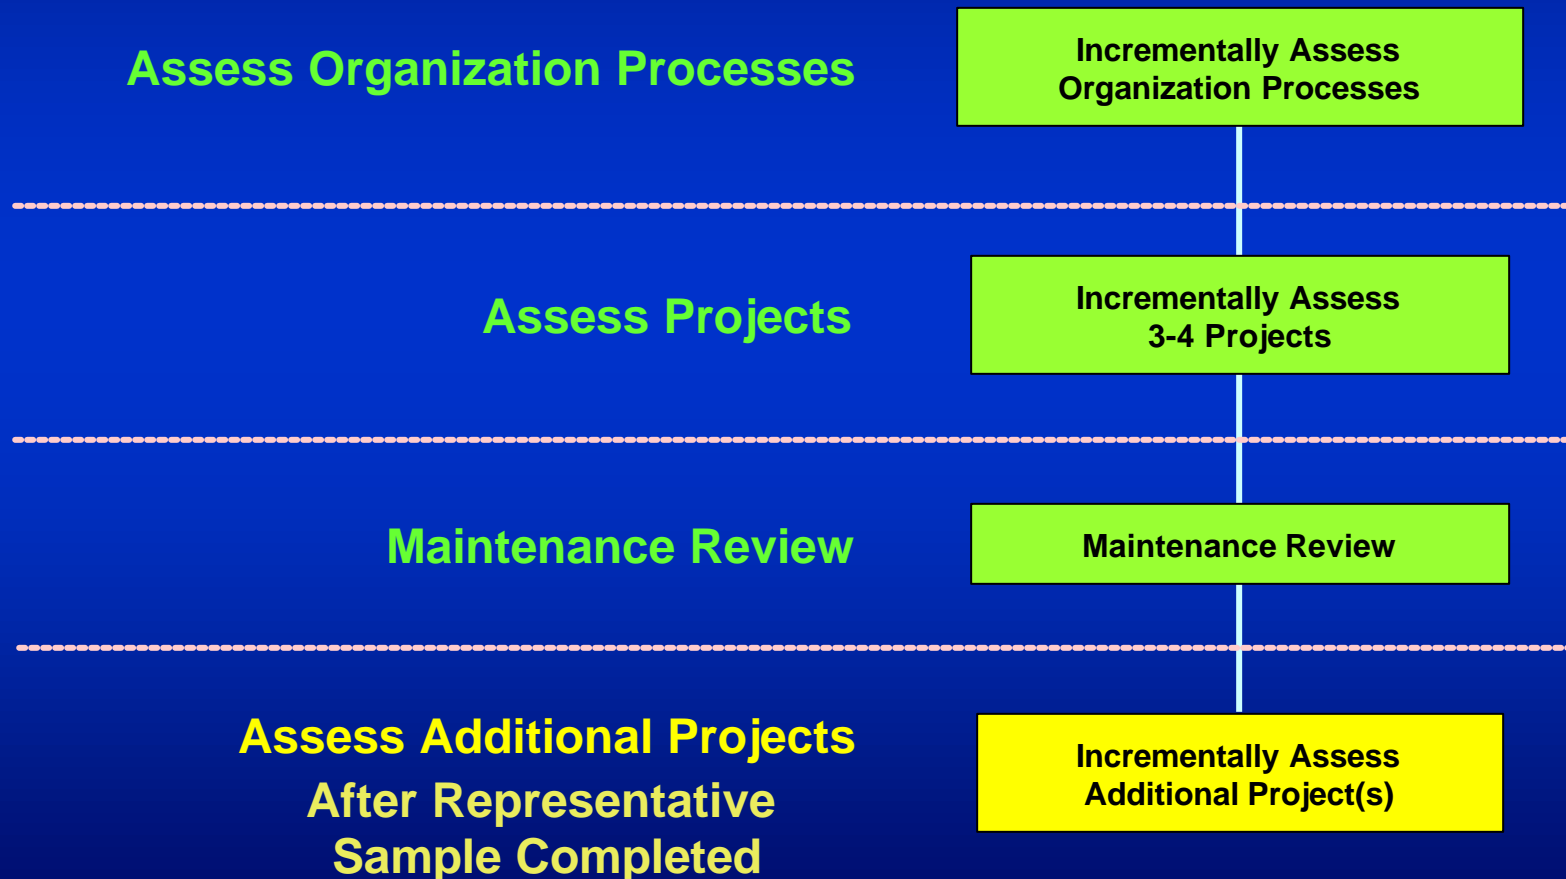 Assess Organization Processes
Incrementally Assess
Organization Processes
Assess Projects
Incrementally Assess
3-4 Projects
Maintenance Review
Maintenance Review
Assess Additional Projects
After Representative
Sample Completed
Incrementally Assess
Additional Project(s)